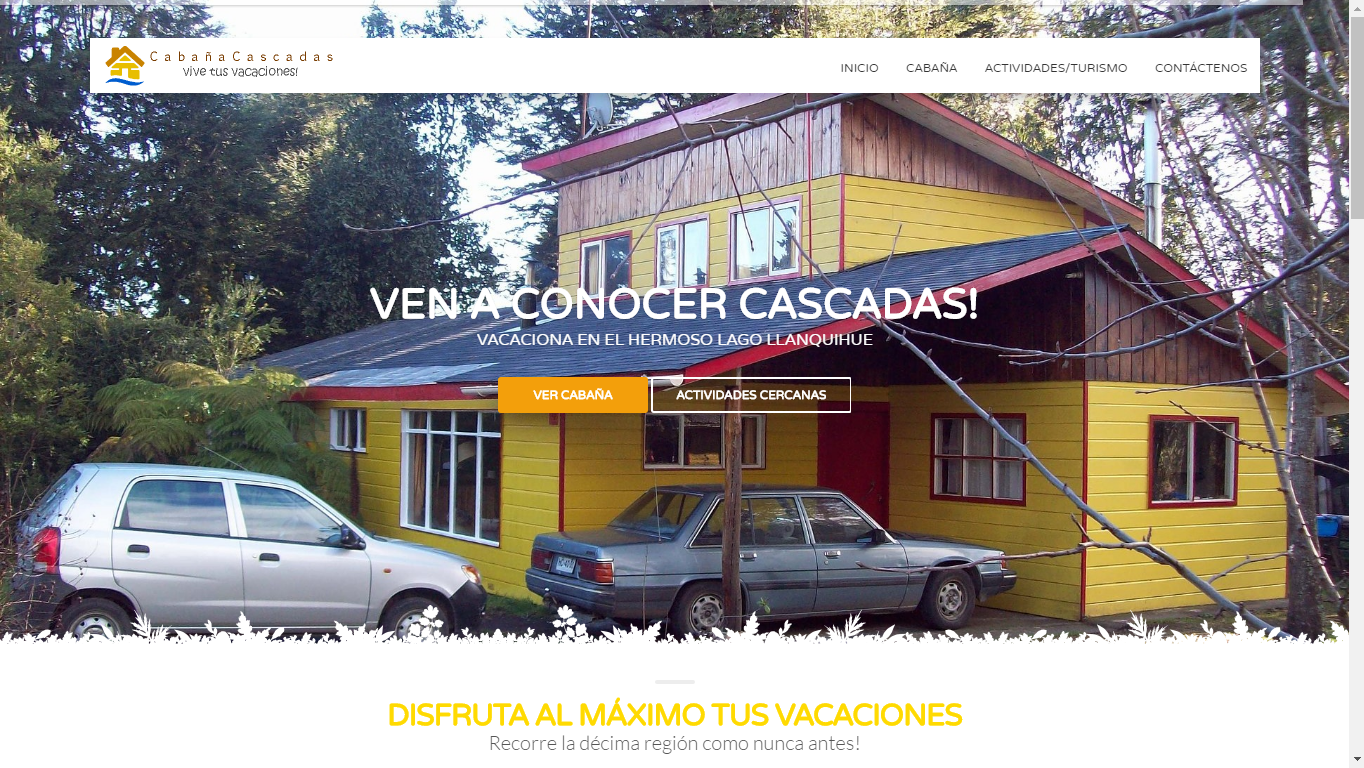 CabañaCascadas
vive tus vacaciones!
INICIO CABAÑA ACTIVIDADES/TURISMO CONTÁCTENOS
VEN A CONOCER CASCADAS!
VACACIONA EN EL HERMOSO LAGO LLANQUIHUE
VER CABAÑA ACTIVIDADES CERCANAS
DISFRUTA AL MÁXIMO TUS VACACIONES
Recorre la décima región como nunca antes!